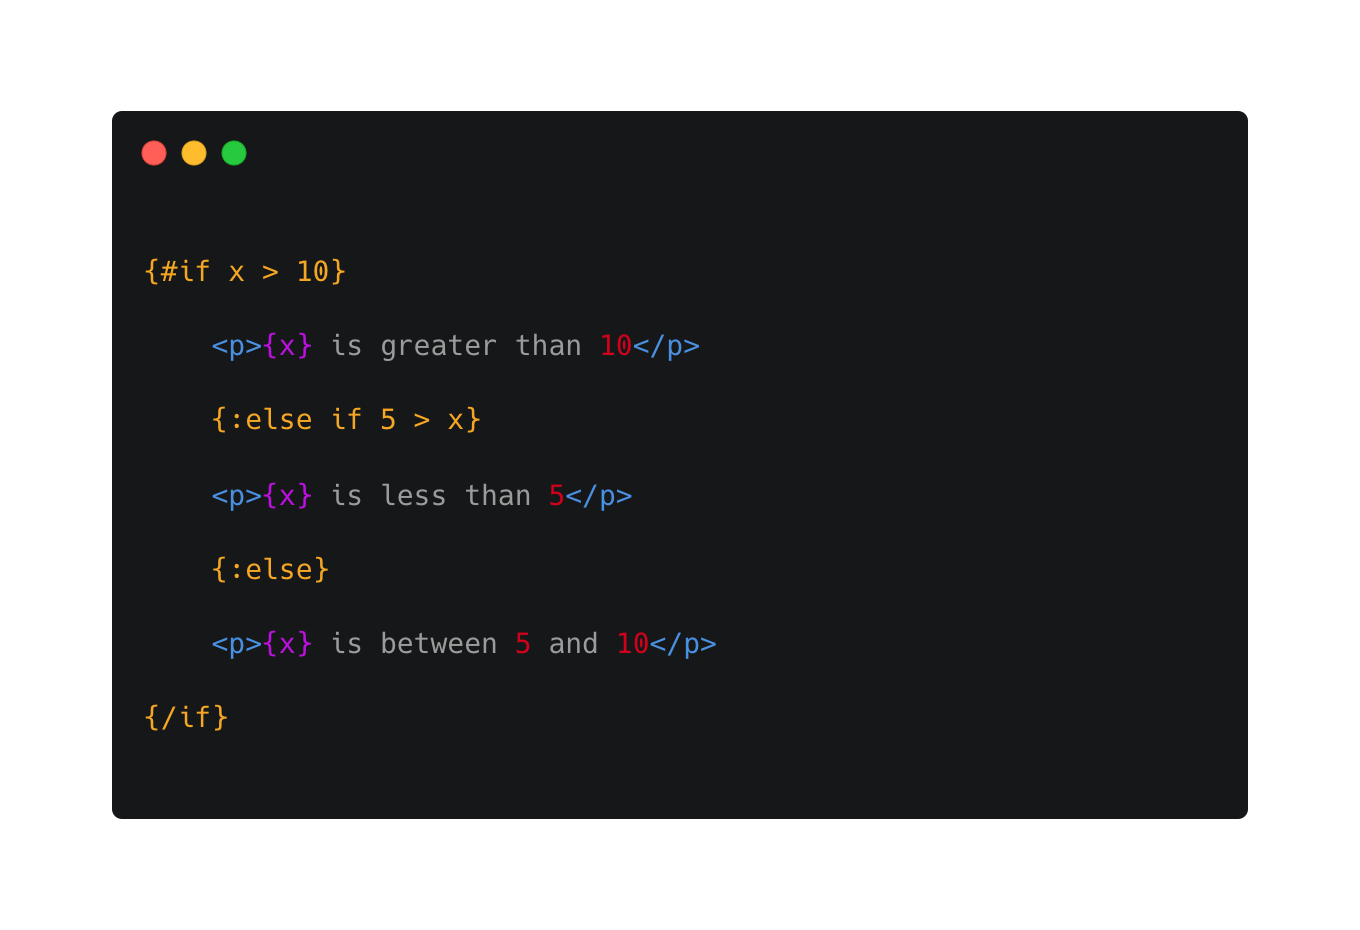 {#if x > 10}
<p>{x} is greater than 10</p>
{:else if 5 > x}
<p>{x} is less than 5</p>
{:else}
<p>{x} is between 5 and 10</p>
{/if}